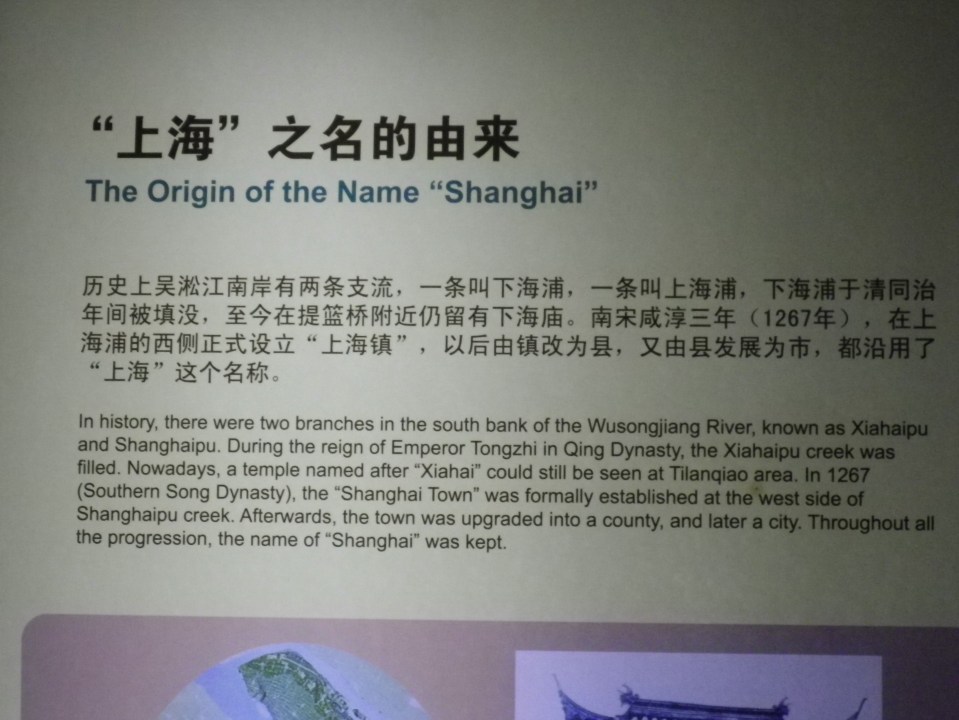 “上海”之名的由来
The Origin of the Name “Shanghai”
历史上吴淞江南岸有两条支流，一条叫下海浦，一条叫上海浦，下海浦于清同治
年间被填没，至今在提篮桥附近仍留有下海庙。南宋咸淳三年（1267年），在上
海浦的西侧正式设立“上海镇”，以后由镇改为县，又由县发展为市，都沿用了
“上海”这个名称。
In history, there were two branches in the south bank of the Wusongjiang River, known as Xiahaipu
and Shanghaipu. During the reign of Emperor Tongzhi in Qing Dynasty, the Xiahaipu creek was
filled. Nowadays, a temple named after “Xiahai” could still be seen at Tilanqiao area. In 1267
(Southern Song Dynasty), the “Shanghai Town” was formally established at the west side of
Shanghaipu creek. Afterwards, the town was upgraded into a county, and later a city. Throughout all
the progression, the name of “Shanghai” was kept.